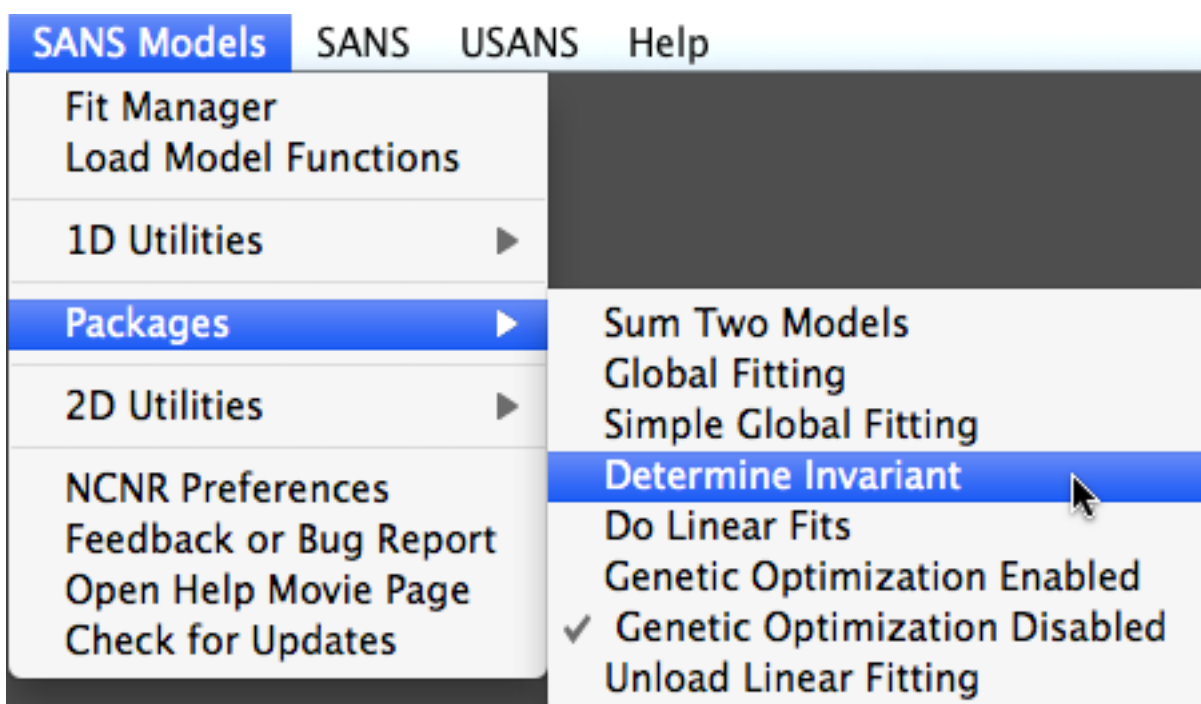 SANS Models SANS USANS Help
Fit Manager
Load Model Functions
1D Utilities
Packages
2D Utilities
NCNR Preferences
Feedback or Bug Report
Open Help Movie Page
Check for Updates
Sum Two Models
Global Fitting
Simple Global Fitting
Determine Invariant
Do Linear Fits
Genetic Optimization Enabled
Genetic Optimization Disabled
Unload Linear Fitting